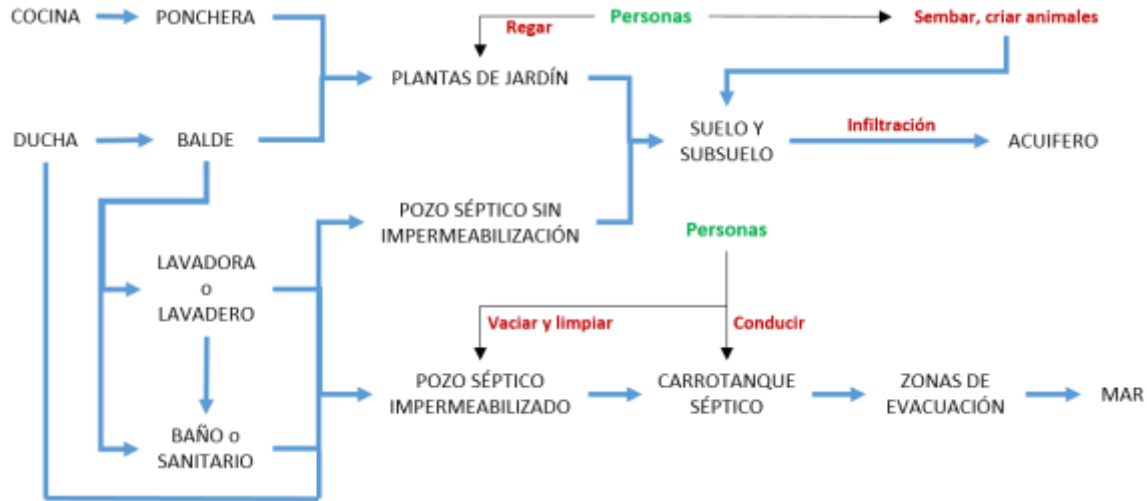 COCINA
PONCHERA
Regar
Personas
Sembar, criar animales
PLANTAS DE JARDÍN
DUCHA
BALDE
SUELO Y
SUBSUELO
Infiltración
ACUIFERO
POZO SÉPTICO SIN
IMPERMEABILIZACIÓN
Personas
LAVADORA
o
LAVADERO
Vaciar y limpiar
Conducir
POZO SÉPTICO
IMPERMEABILIZADO
CARROTANQUE
SÉPTICO
ZONAS DE
EVACUACIÓN
MAR
BAÑO o
SANITARIO